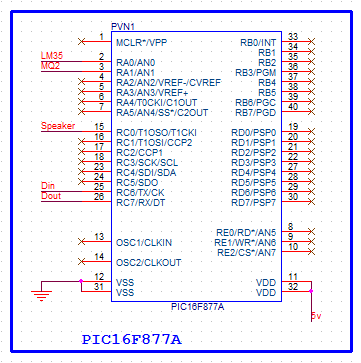 PVN1
1 MCLR*/VPP RB0/INT 33
RB1 34
LM35 2 RA0/AN0 RB2 35
MQ2 3 RA1/AN1 RB3/PGM 36
4 RA2/AN2/VREF-/CVREF RB4 37
5 RA3/AN3/VREF+ RB5 38
6 RA4/T0CKI/C1OUT RB6/PGC 39
7 RA5/AN4/SS*/C2OUT RB7/PGD 40
Speaker 15 RC0/T1OSO/T1CKI RD0/PSP0 19
16 RC1/T1OSI/CCP2 RD1/PSP1 20
17 RC2/CCP1 RD2/PSP2 21
18 RC3/SCK/SCL RD3/PSP3 22
23 RC4/SDI/SDA RD4/PSP4 27
24 RC5/SDO RD5/PSP5 28
Din 25 RC6/TX/CK RD6/PSP6 29
Dout 26 RC7/RX/DT RD7/PSP7 30
RE0/RD*/AN5 8
13 OSC1/CLKIN RE1/WR*/AN6 9
RE2/CS*/AN7 10
14 OSC2/CLKOUT
12 VSS VDD 11
31 VSS VDD 32
PIC16F877A
5v
PIC16F877A